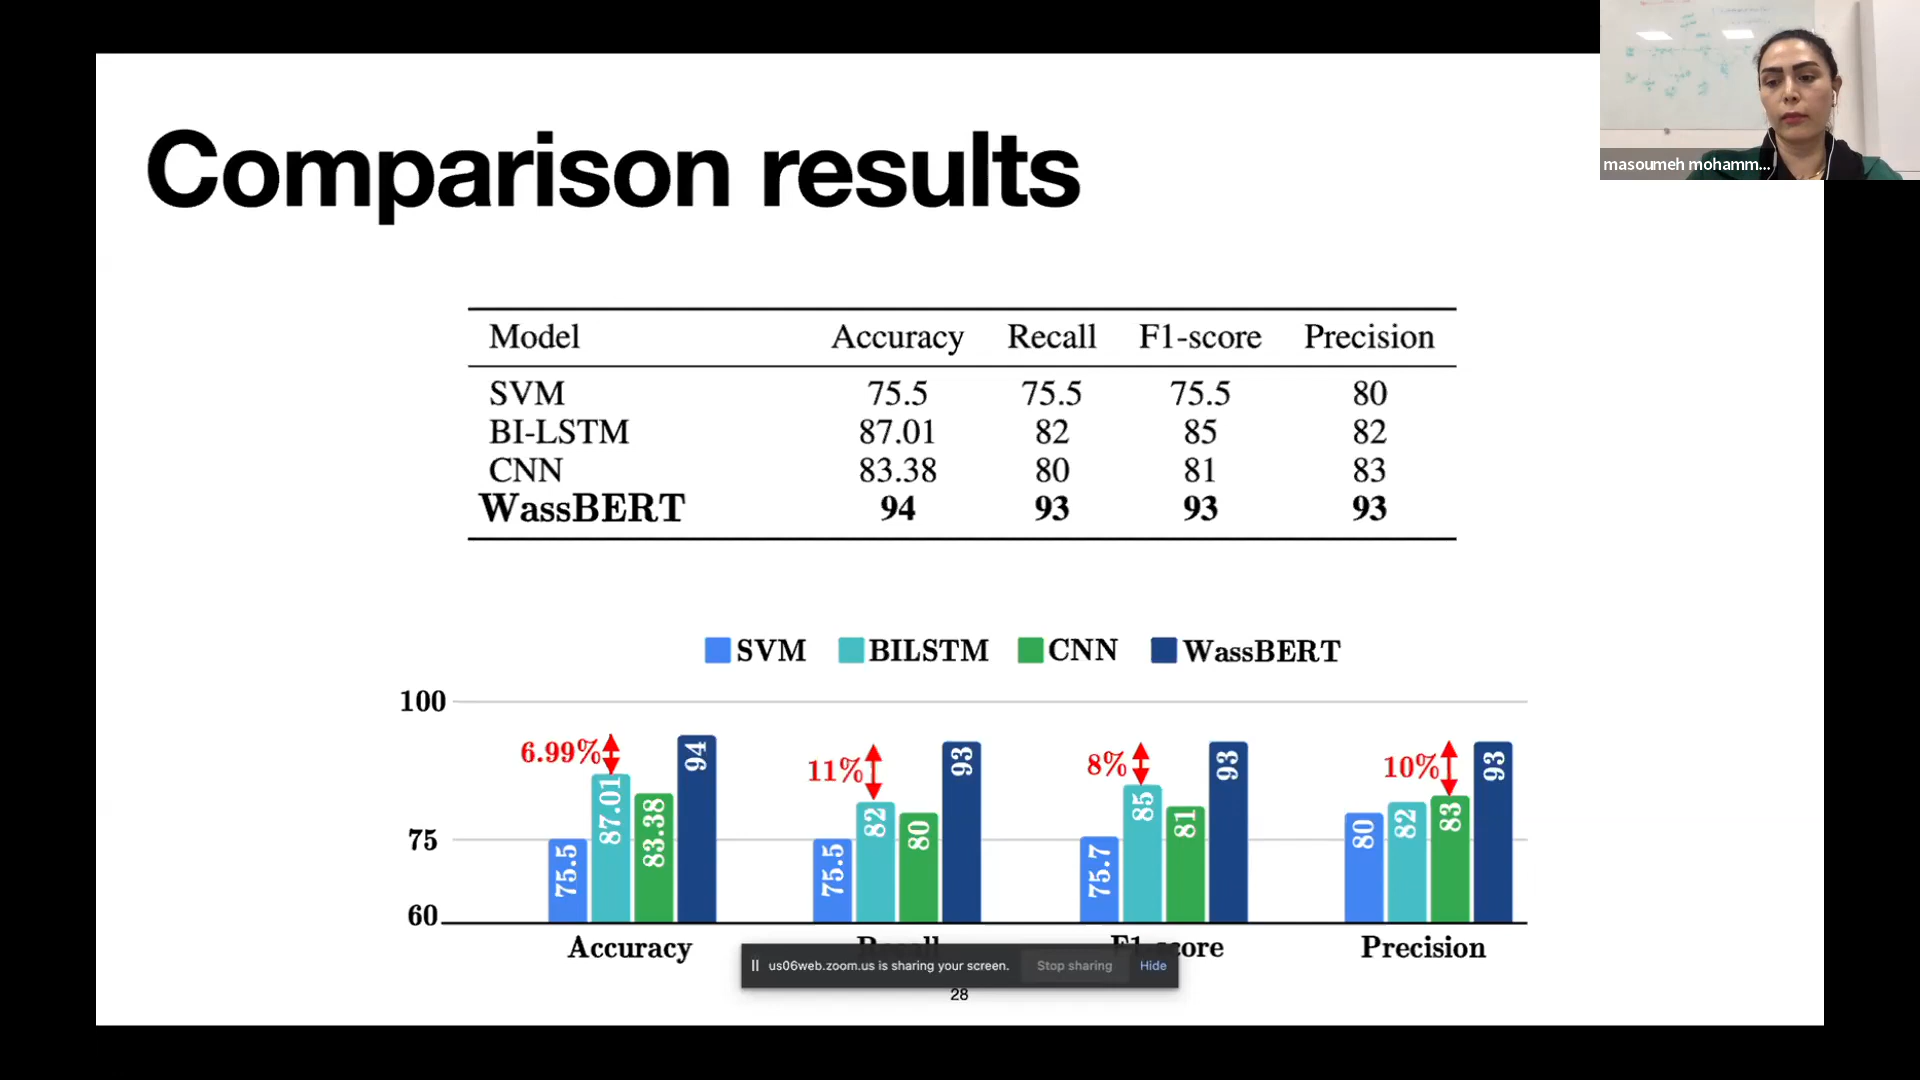 masoumeh mohamm...
Comparison results
Model Accuracy Recall F1-score Precision
SVM 75.5 75.5 75.5 80
BI-LSTM 87.01 82 85 82
CNN 83.38 80 81 83
WassBERT 94 93 93 93
SVM BILSTM CNN WassBERT
100
75
60
6.99% 11% 8% 10%
75.5 87.01 83.38 94
75.5 82 80 93
75.7 85 81 93
80 82 83 93
Accuracy Recall F1-score Precision
us06web.zoom.us is sharing your screen. Stop sharing Hide
28